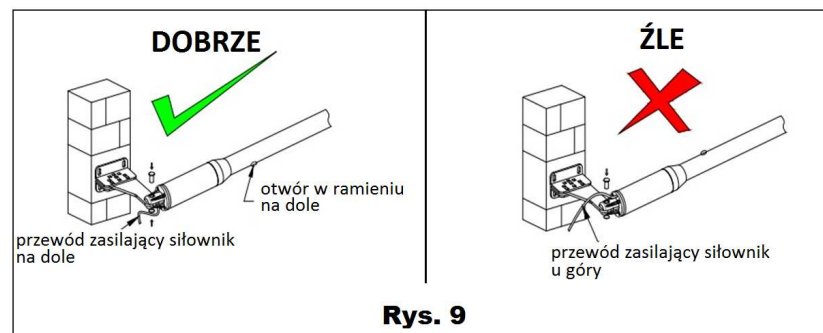 DOBRZE
otwór w ramieniu
na dole
przewód zasilający siłownik
na dole
ŹLE
przewód zasilający siłownik
u góry
Rys. 9